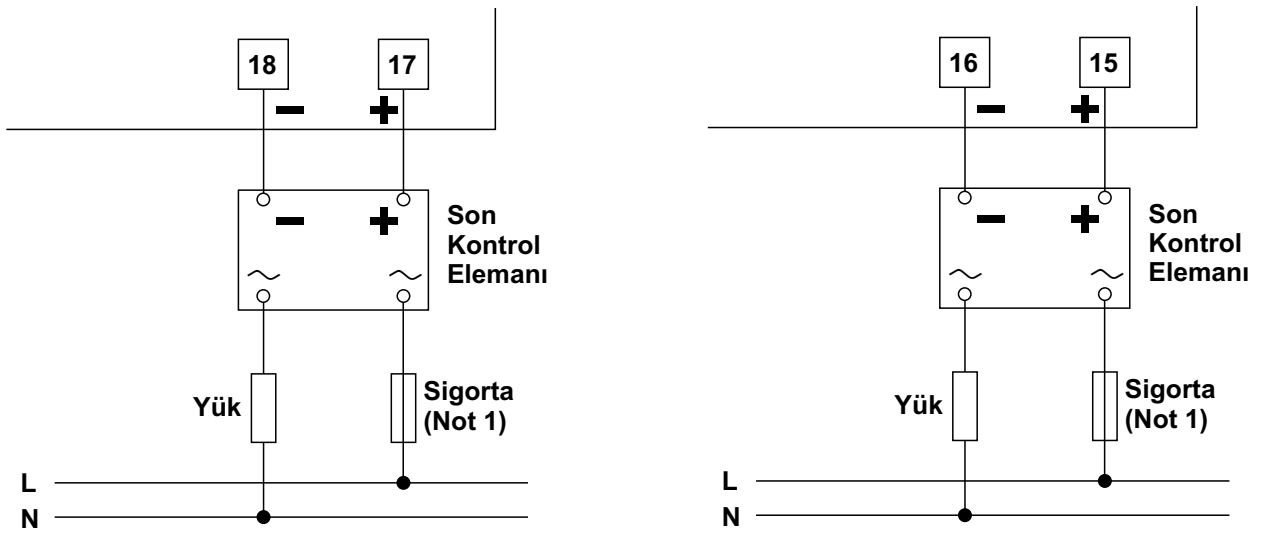 18 17
− +
− +
Son
Kontrol
Elemanı
∼ ∼
Yük
Sigorta
(Not 1)
L
N
16 15
− +
− +
Son
Kontrol
Elemanı
∼ ∼
Yük
Sigorta
(Not 1)
L
N